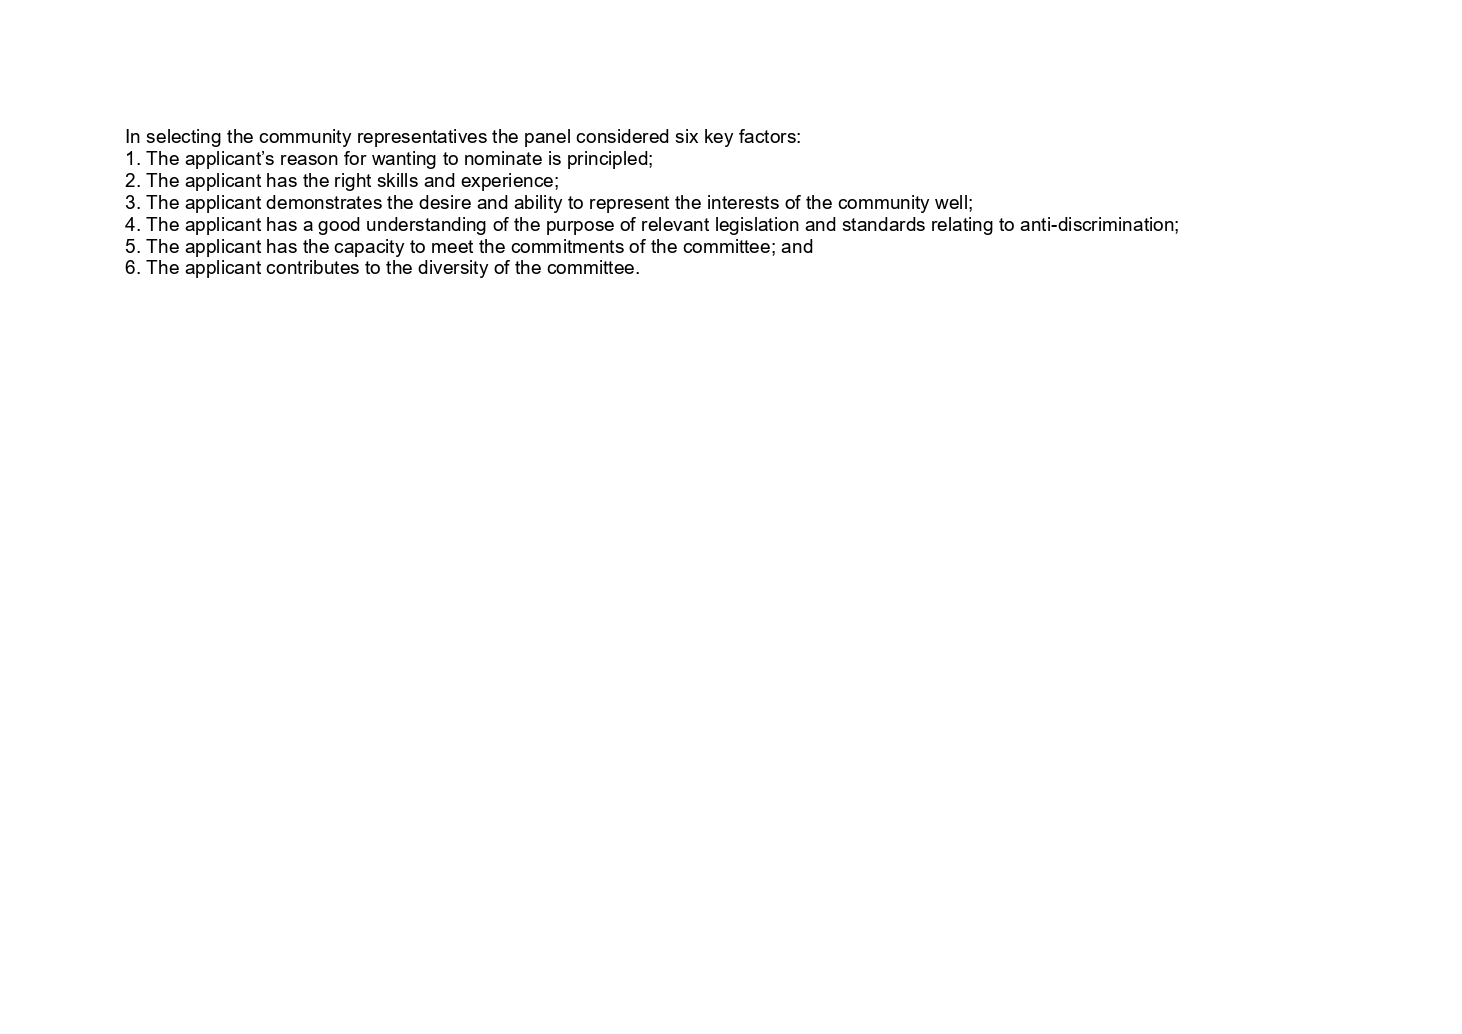 In selecting the community representatives the panel considered six key factors:
1. The applicant’s reason for wanting to nominate is principled;
2. The applicant has the right skills and experience;
3. The applicant demonstrates the desire and ability to represent the interests of the community well;
4. The applicant has a good understanding of the purpose of relevant legislation and standards relating to anti-discrimination;
5. The applicant has the capacity to meet the commitments of the committee; and
6. The applicant contributes to the diversity of the committee.